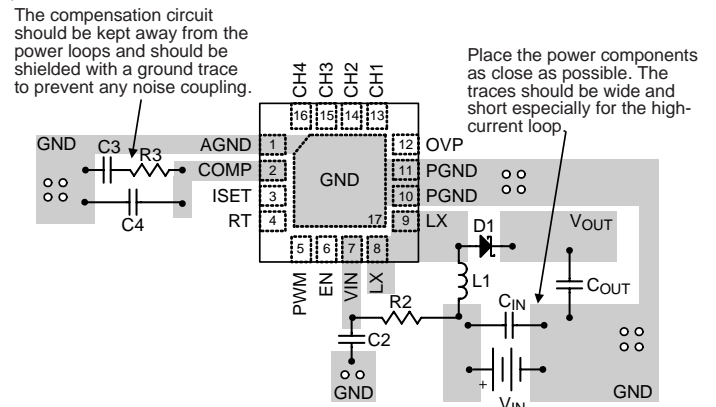 The compensation circuit
should be kept away from the
power loops and should be
shielded with a ground trace
to prevent any noise coupling.
Place the power components
as close as possible. The
traces should be wide and
short especially for the high-
current loop.
CH4 CH3 CH2 CH1
16 15 14 13
GND C3 R3 AGND 1 12 OVP
COMP 2 11 PGND
ISET 3 GND 10 PGND
C4 RT 4 17 9 LX D1 VOUT
5 6 7 8
PWM EN VIN LX
L1 COUT
R2 CIN
C2
GND + VIN GND